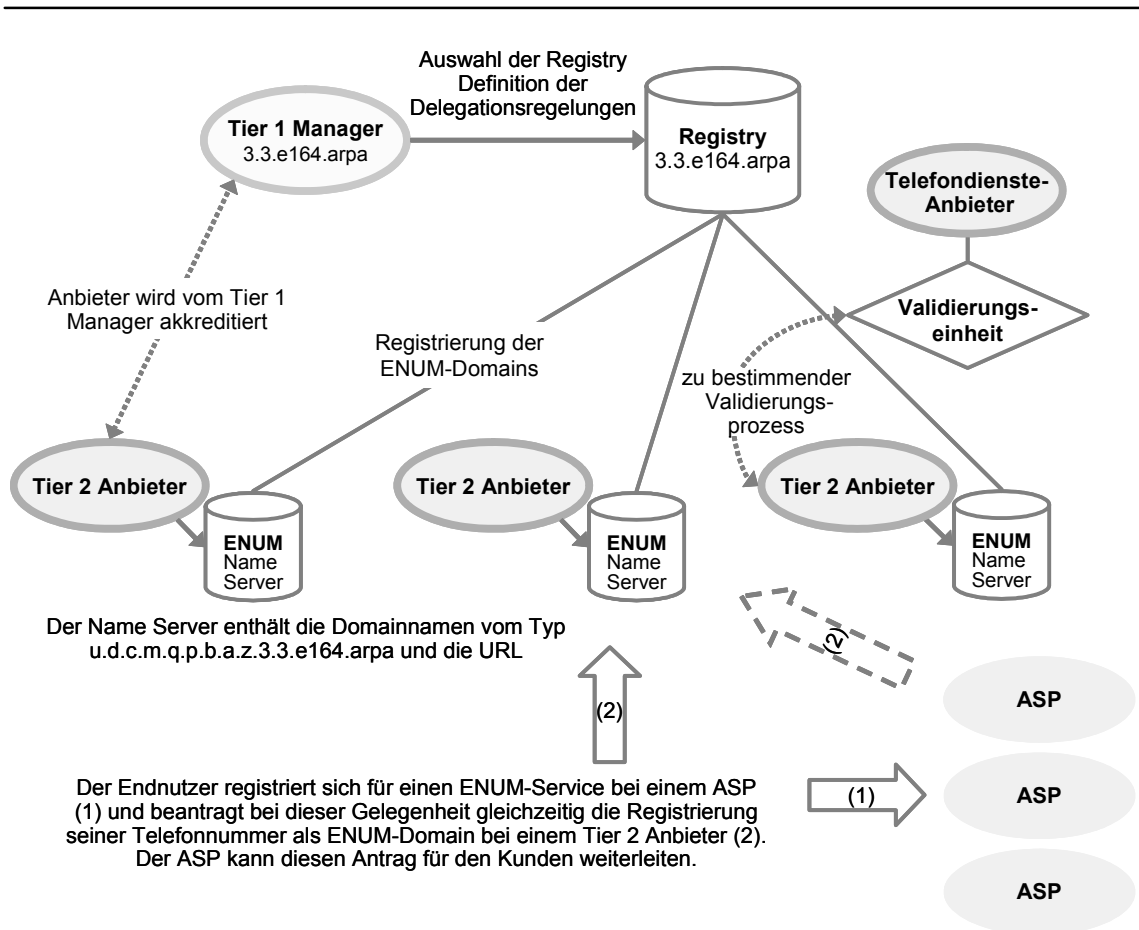 Auswahl der Registry
Definition der
Delegationsregelungen
Tier 1 Manager
3.3.e164.arpa
Registry
3.3.e164.arpa
Telefondienste-
Anbieter
Validierungs-
einheit
Anbieter wird vom Tier 1
Manager akkreditiert
Registrierung der
ENUM-Domains
zu bestimmender
Validierungs-
prozess
Tier 2 Anbieter
ENUM
Name
Server
Tier 2 Anbieter
ENUM
Name
Server
Tier 2 Anbieter
ENUM
Name
Server
Der Name Server enthält die Domainnamen vom Typ
u.d.c.m.q.p.b.a.z.3.3.e164.arpa und die URL
(2)
(2)
ASP
Der Endnutzer registriert sich für einen ENUM-Service bei einem ASP
(1) und beantragt bei dieser Gelegenheit gleichzeitig die Registrierung
seiner Telefonnummer als ENUM-Domain bei einem Tier 2 Anbieter (2).
Der ASP kann diesen Antrag für den Kunden weiterleiten.
(1)
ASP
ASP